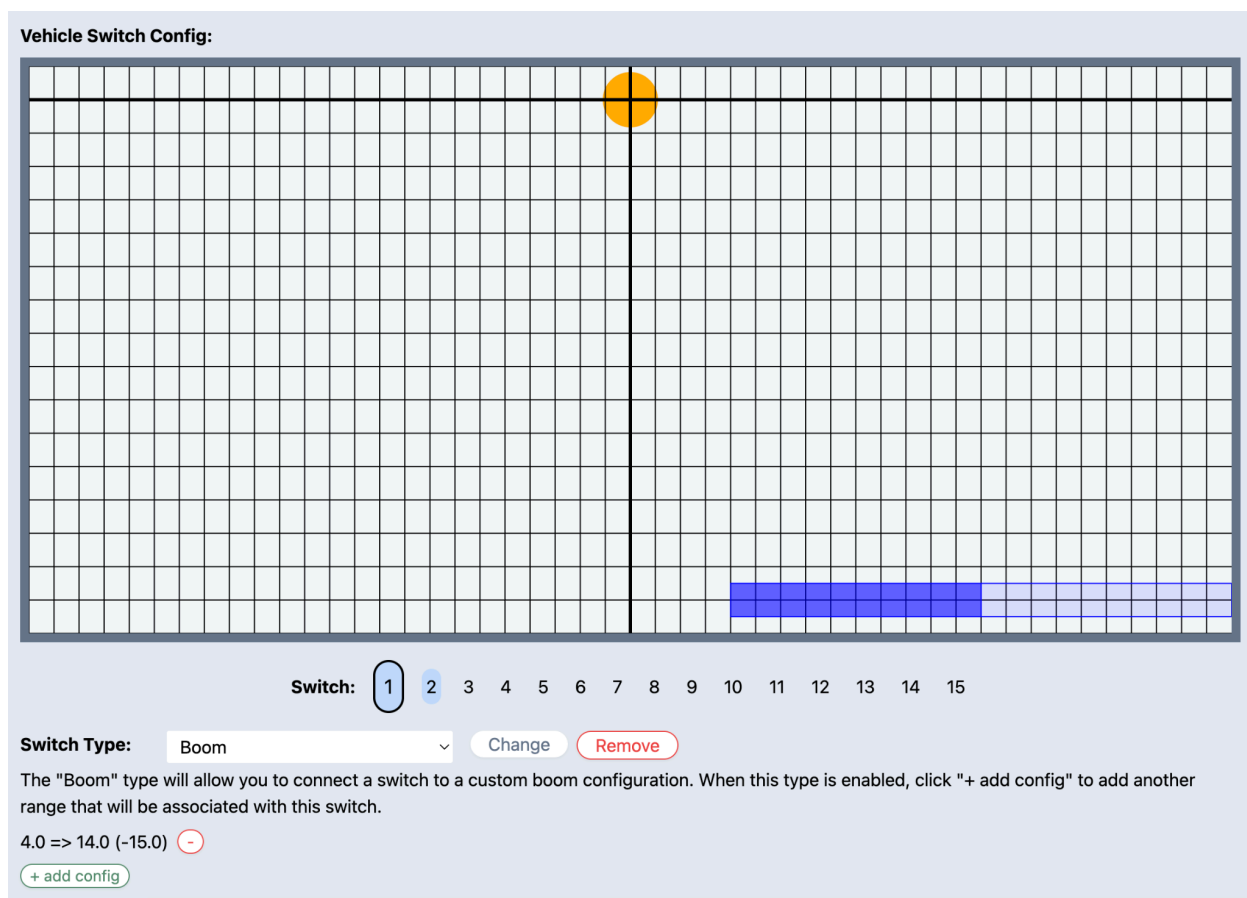 Vehicle Switch Config:
Switch: 1 2 3 4 5 6 7 8 9 10 11 12 13 14 15
Switch Type: Boom Change Remove
The "Boom" type will allow you to connect a switch to a custom boom configuration. When this type is enabled, click "+ add config" to add another
range that will be associated with this switch.
4.0 => 14.0 (-15.0) -
+ add config